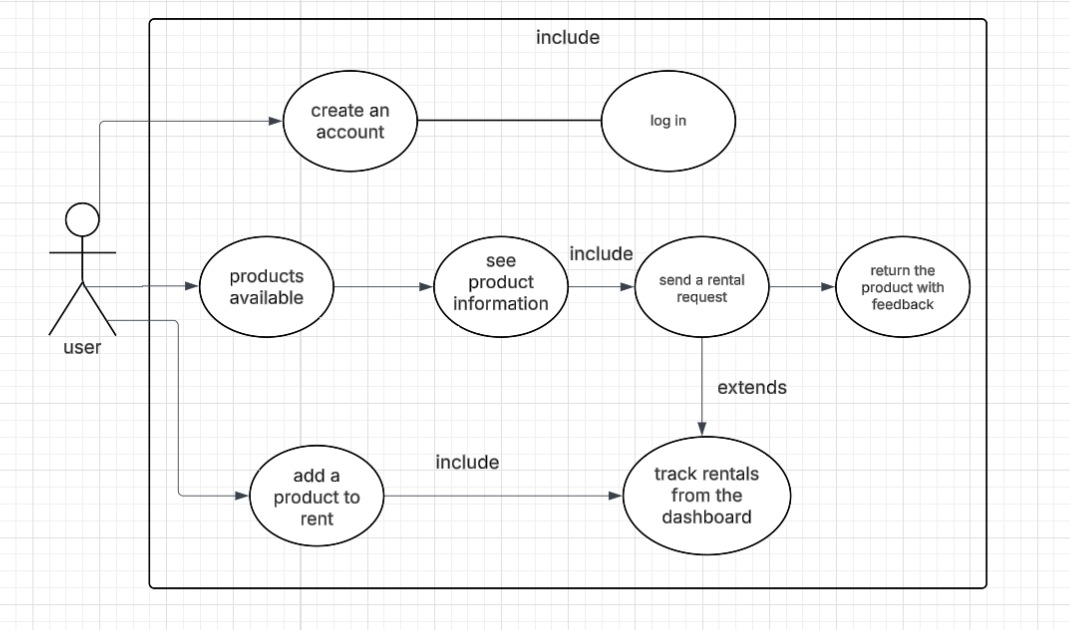 include
create an
account
log in
products
available
see
product
information
include
send a rental
request
return the
product with
feedback
user
extends
add a
product to
rent
include
track rentals
from the
dashboard